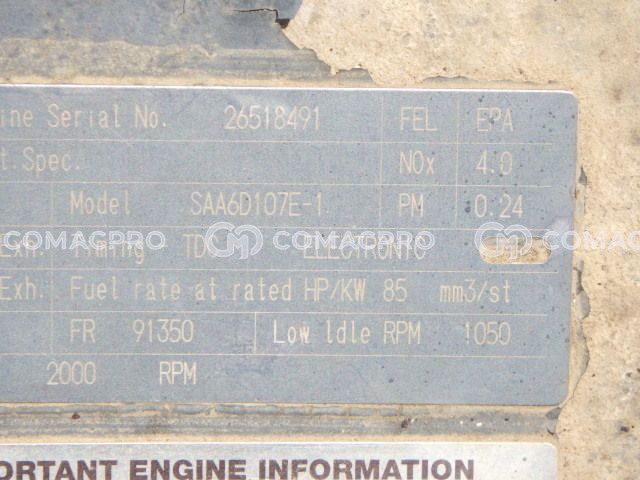 ine Serial No. 26518491 FEL EPA
t Spec. NOx 4.0
Model SAA6D107E-1 PM 0.24
Exh. Timing TDC ELECTRONIC
COMACPRO COMACPRO COMACPRO
Exh. Fuel rate at rated HP/KW 85 mm3/st
FR 91350 Low Idle RPM 1050
2000 RPM
PORTANT ENGINE INFORMATION